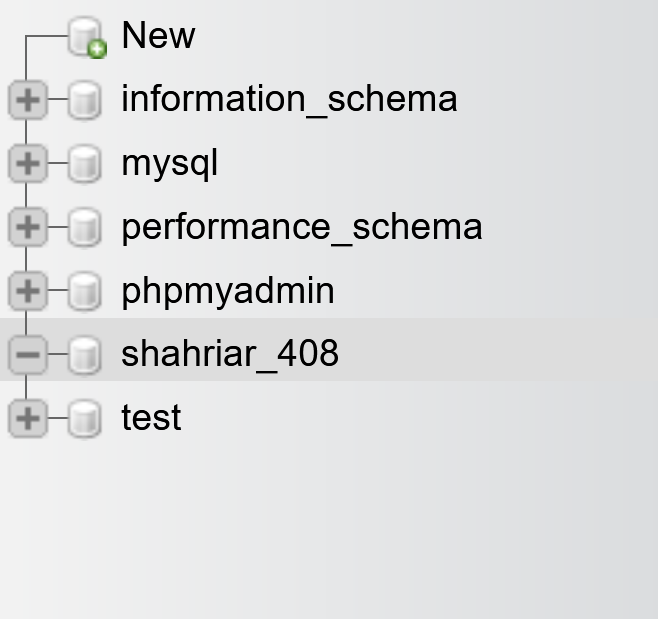 New
information_schema
mysql
performance_schema
phpmyadmin
shahriar_408
test